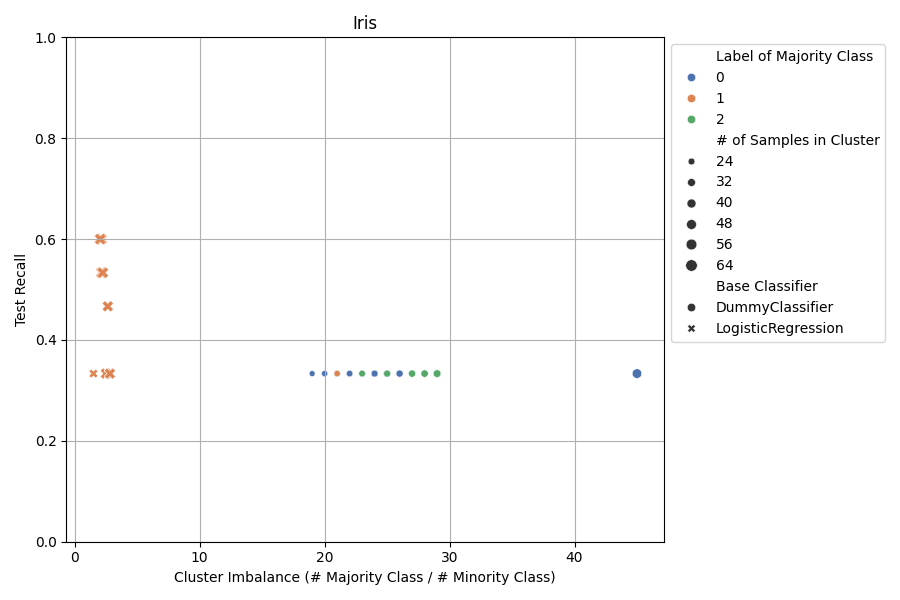 Iris
1.0
0.8
0.6
0.4
0.2
0.0
Test Recall
0 10 20 30 40
Cluster Imbalance (# Majority Class / # Minority Class)
Label of Majority Class
0
1
2
# of Samples in Cluster
24
32
40
48
56
64
Base Classifier
DummyClassifier
LogisticRegression